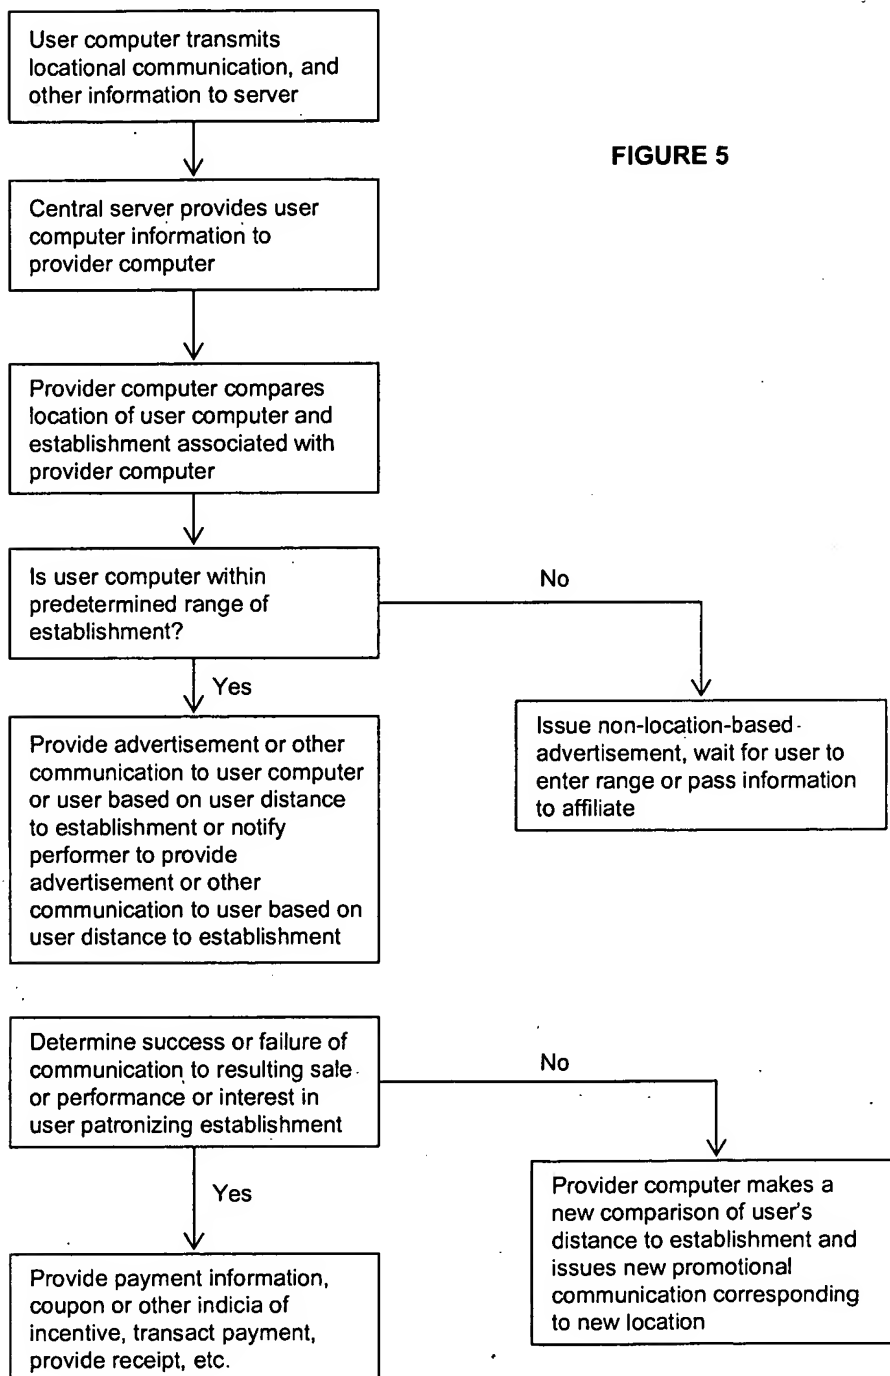 User computer transmits
locational communication, and
other information to server
FIGURE 5
Central server provides user
computer information to
provider computer
Provider computer compares
location of user computer and
establishment associated with
provider computer
Is user computer within
predetermined range of
establishment?
No
Yes
Issue non-location-based
advertisement, wait for user to
enter range or pass information
to affiliate
Provide advertisement or other
communication to user computer
or user based on user distance
to establishment or notify
performer to provide
advertisement or other
communication to user based on
user distance to establishment
Determine success or failure of
communication to resulting sale
or performance or interest in
user patronizing establishment
No
Yes
Provider computer makes a
new comparison of user's
distance to establishment and
issues new promotional
communication corresponding
to new location
Provide payment information,
coupon or other indicia of
incentive, transact payment,
provide receipt, etc.